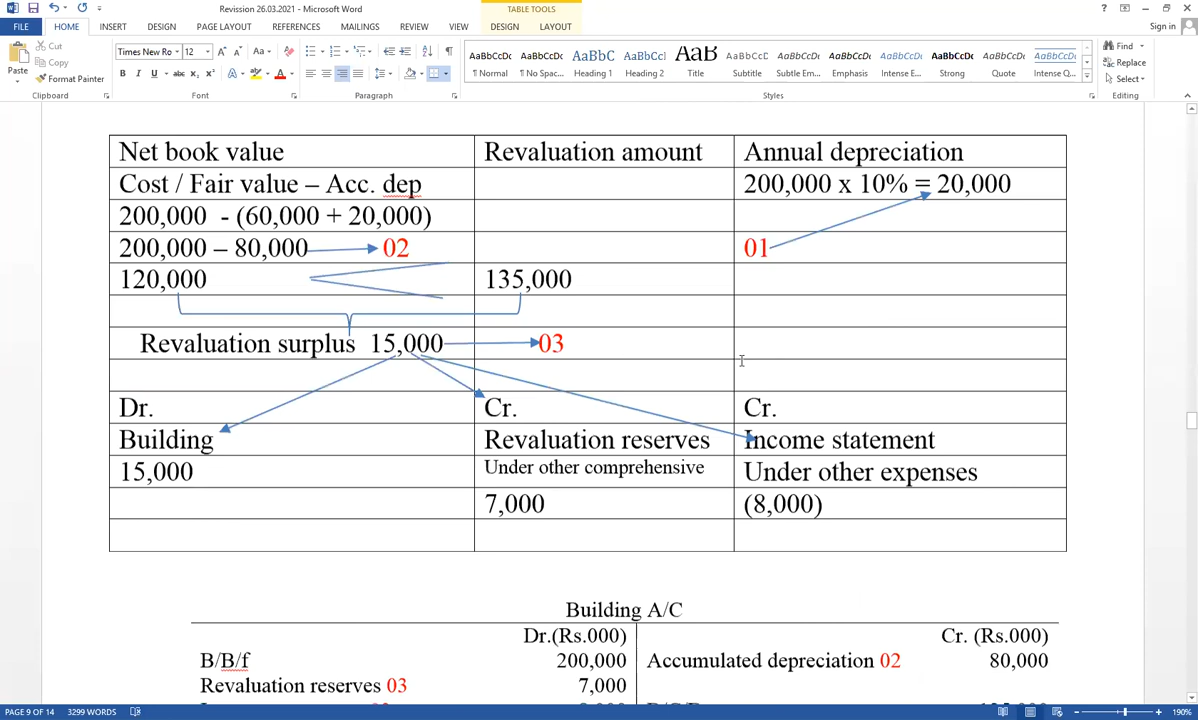 Revission 26.03.2021 - Microsoft Word
TABLE TOOLS
FILE HOME INSERT DESIGN PAGE LAYOUT REFERENCES MAILINGS REVIEW VIEW DESIGN LAYOUT
Sign in
Paste
Cut
Copy
Format Painter
Clipboard
Times New Ro 12
Font
Paragraph
AaBbCcDc AaBbCcDc AaBbC AaBbCcl AaB AaBbCcD AaBbCcDc AaBbCcDc AaBbCcDc AaBbCcDc AaBbCcDc AaBbCcDc
¶ Normal ¶ No Spac... Heading 1 Heading 2 Title Subtitle Subtle Em... Emphasis Intense E... Strong Quote Intense Q...
Styles
Find
Replace
Select
Editing
Net book value Revaluation amount Annual depreciation
Cost / Fair value – Acc. dep 200,000 x 10% = 20,000
200,000 - (60,000 + 20,000)
200,000 – 80,000 02 01
120,000 135,000
Revaluation surplus 15,000 03
Dr. Cr. Cr.
Building Revaluation reserves Income statement
15,000 Under other comprehensive Under other expenses
7,000 (8,000)
Building A/C
Dr.(Rs.000) Cr. (Rs.000)
B/B/f 200,000 Accumulated depreciation 02 80,000
Revaluation reserves 03 7,000
PAGE 9 OF 14 3299 WORDS 190%